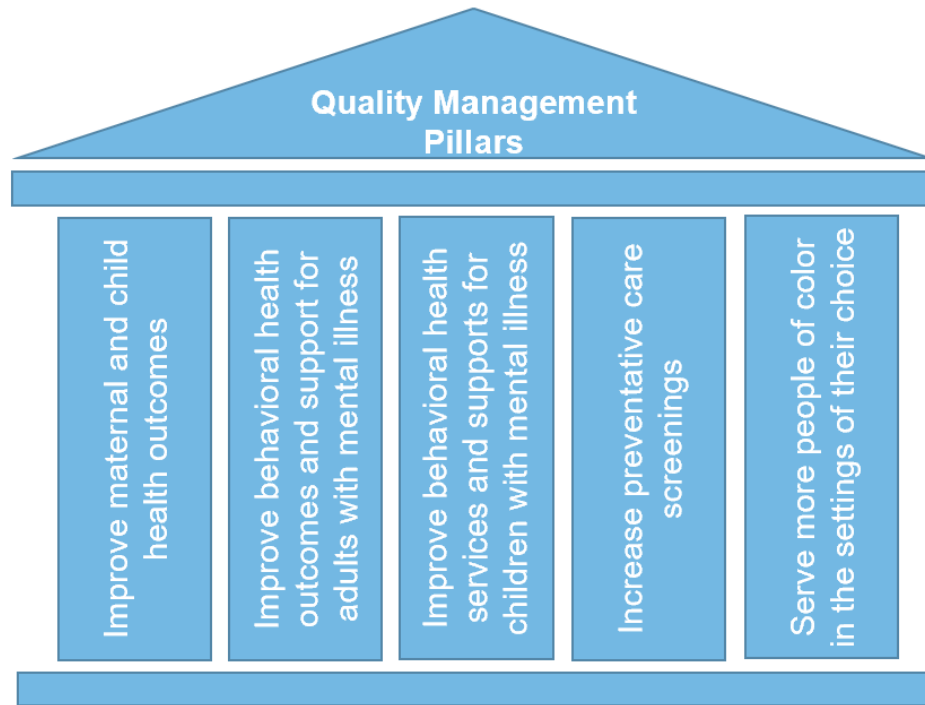 Quality Management
Pillars
Improve maternal and child
health outcomes
Improve behavioral health
outcomes and support for
adults with mental illness
Improve behavioral health
services and supports for
children with mental illness
Increase preventative care
screenings
Serve more people of color
in the settings of their choice